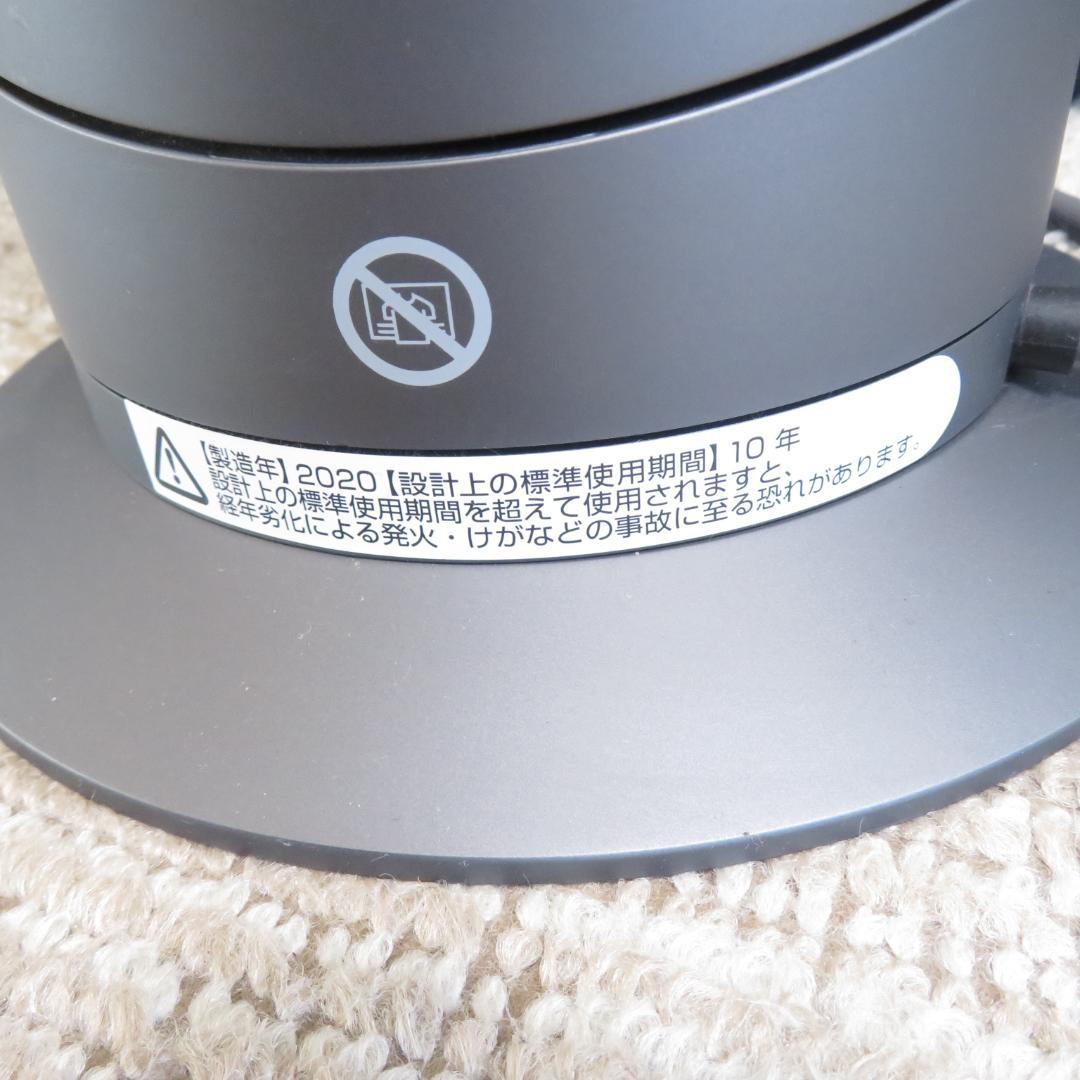 【製造年】2020【設計上の標準使用期間】10 年
設計上の標準使用期間を超えて使用されますと、
経年劣化による発火・けがなどの事故に至る恐れがあります。